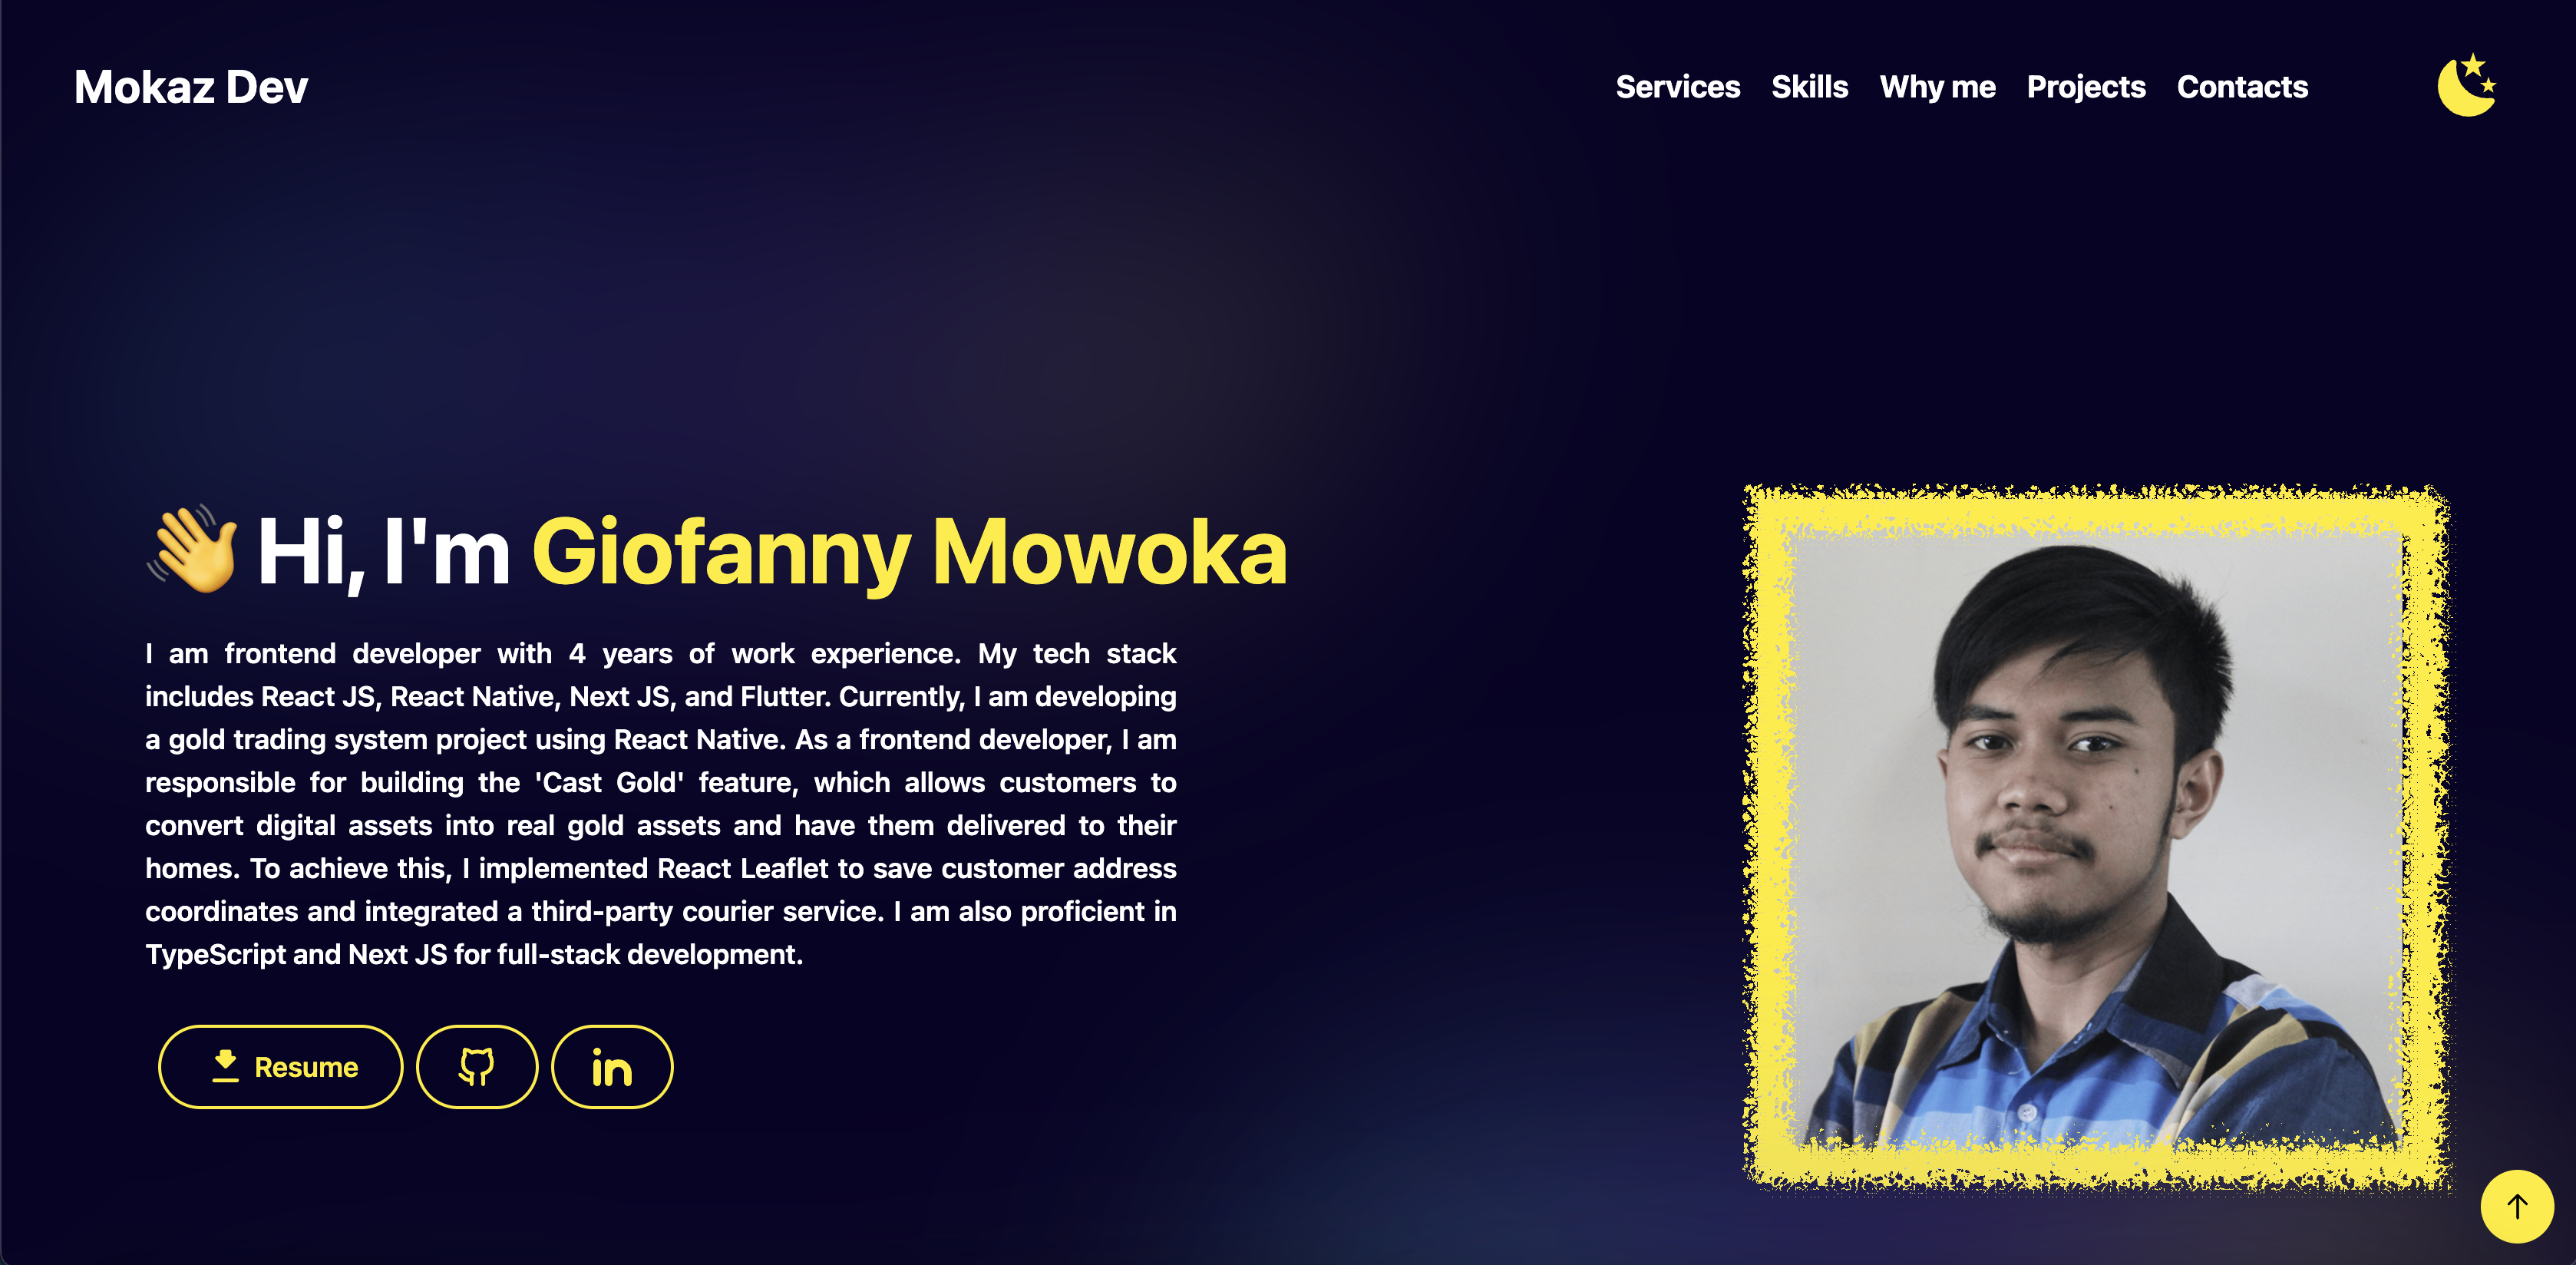 Mokaz Dev
Services Skills Why me Projects Contacts
👋 Hi, I'm Giofanny Mowoka
I am frontend developer with 4 years of work experience. My tech stack
includes React JS, React Native, Next JS, and Flutter. Currently, I am developing
a gold trading system project using React Native. As a frontend developer, I am
responsible for building the 'Cast Gold' feature, which allows customers to
convert digital assets into real gold assets and have them delivered to their
homes. To achieve this, I implemented React Leaflet to save customer address
coordinates and integrated a third-party courier service. I am also proficient in
TypeScript and Next JS for full-stack development.
Resume
in